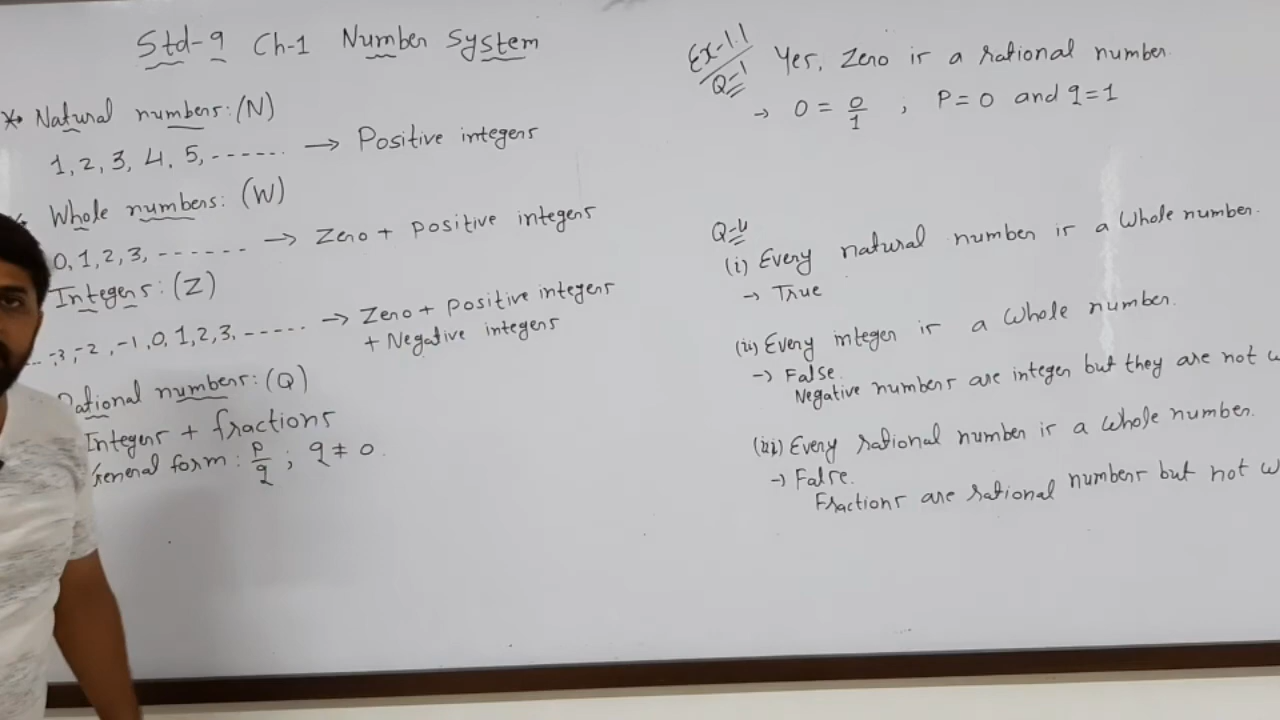 Std-9 Ch-1 Number System
* Natural numbers: (N)
1, 2, 3, 4, 5, ------ → Positive integers
Whole numbers: (W)
0, 1, 2, 3, ------ → Zero + positive integers
Integers: (Z)
... -3, -2, -1, 0, 1, 2, 3, ----- → Zero + positive integers
+ Negative integers
Rational numbers: (Q)
Integers + fractions
General form: p/q ; q ≠ 0
Ex-1.1
Q-1
Yes, Zero is a rational number.
→ 0 = 0/1 , P = 0 and q = 1
Q-4
(i) Every natural number is a whole number.
→ True
(ii) Every integer is a whole number.
→ False.
Negative numbers are integer but they are not
(iii) Every rational number is a whole number.
→ False.
Fractions are rational numbers but not